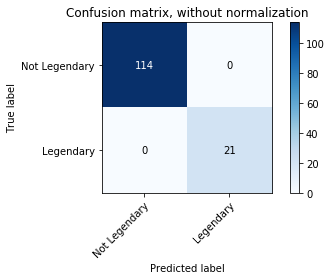 Confusion matrix, without normalization
True label
Not Legendary
Legendary
114
0
0
21
Not Legendary
Legendary
Predicted label
100
80
60
40
20
0